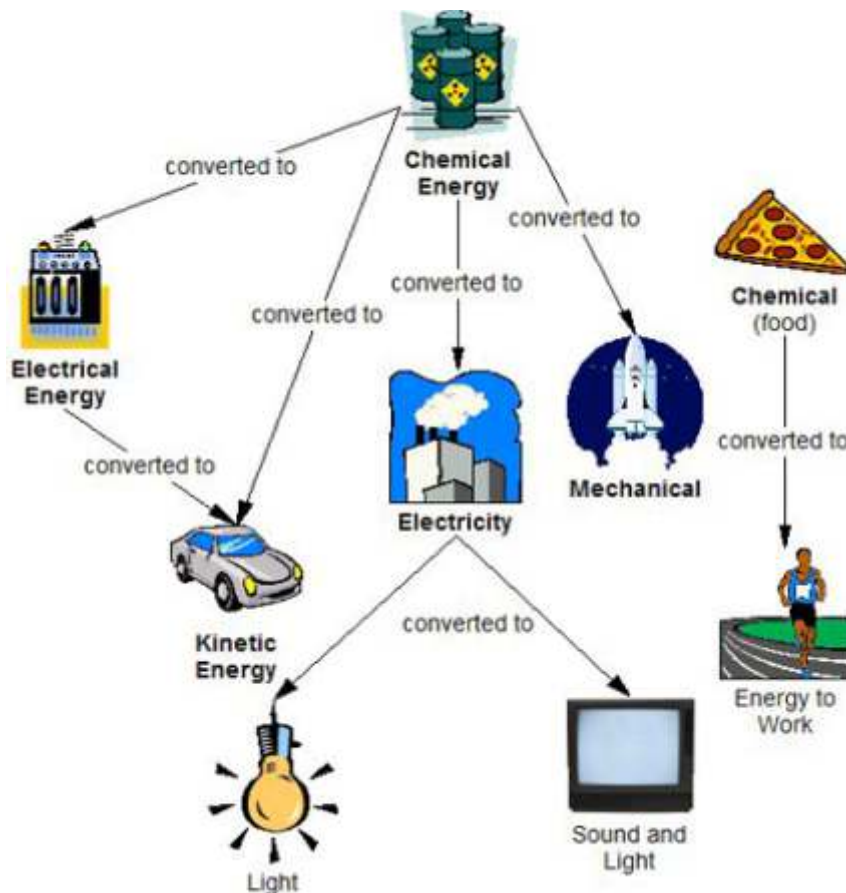 converted to
Chemical
Energy
converted to
converted to
converted to
converted to
Chemical
(food)
Electrical
Energy
converted to
Electricity
Mechanical
converted to
Kinetic
Energy
converted to
Energy to
Work
Light
Sound and
Light